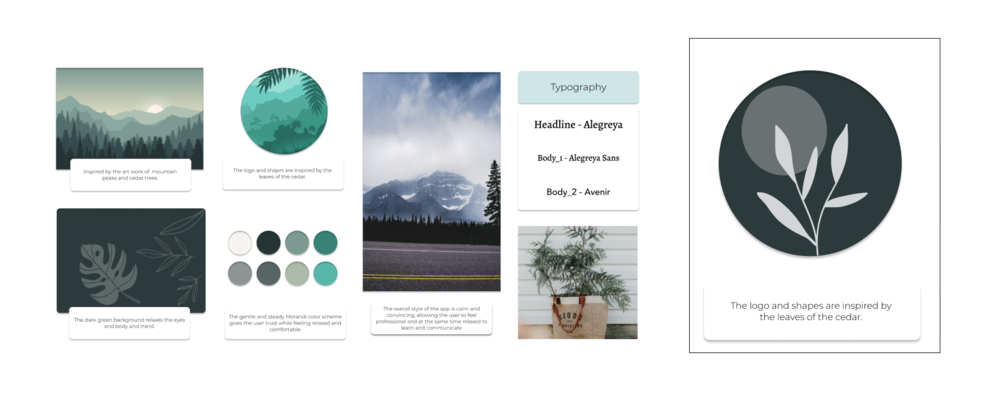 Inspired by the art work of mountain
peaks and cedar trees.
The logo and shaprs are inspired by the
leaves of the cedar.
The dark green background relaxes the eyes
and body and mind.
The gentle and steady Morandi color scheme
gives the user trust while feeling relaxed and
comfortable.
The overall style of the app is calm and
convincing, allowing the user to feel
professional and at the same time relaxed to
learn and communicate
Typography
Headline - Alegreya
Body_1 - Alegreya Sans
Body_2 - Avenir
The logo and shapes are inspired by
the leaves of the cedar.